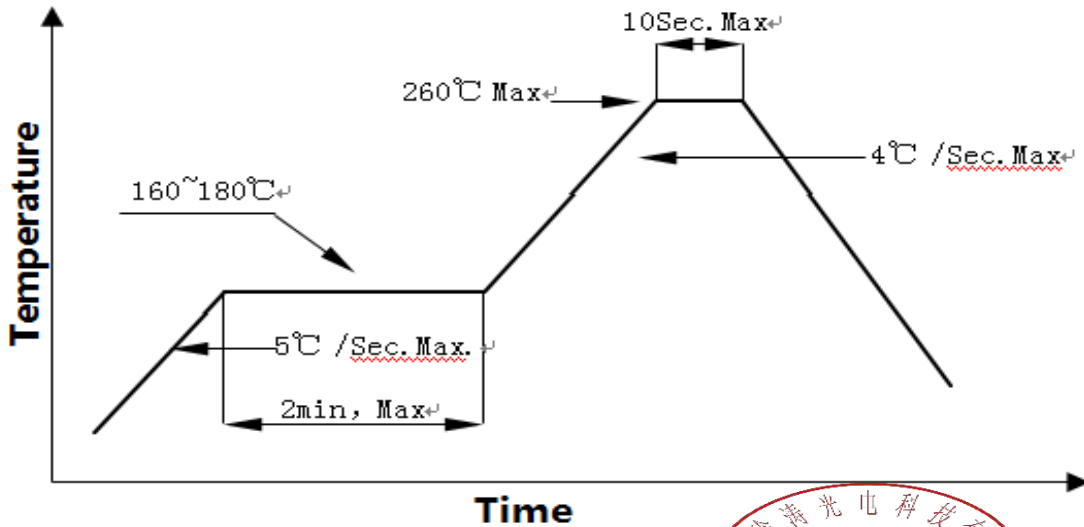 10Sec.Max
260℃ Max
4℃ /Sec.Max
160~180℃
5℃ /Sec.Max.
2min, Max
Temperature
Time
涛光电科技